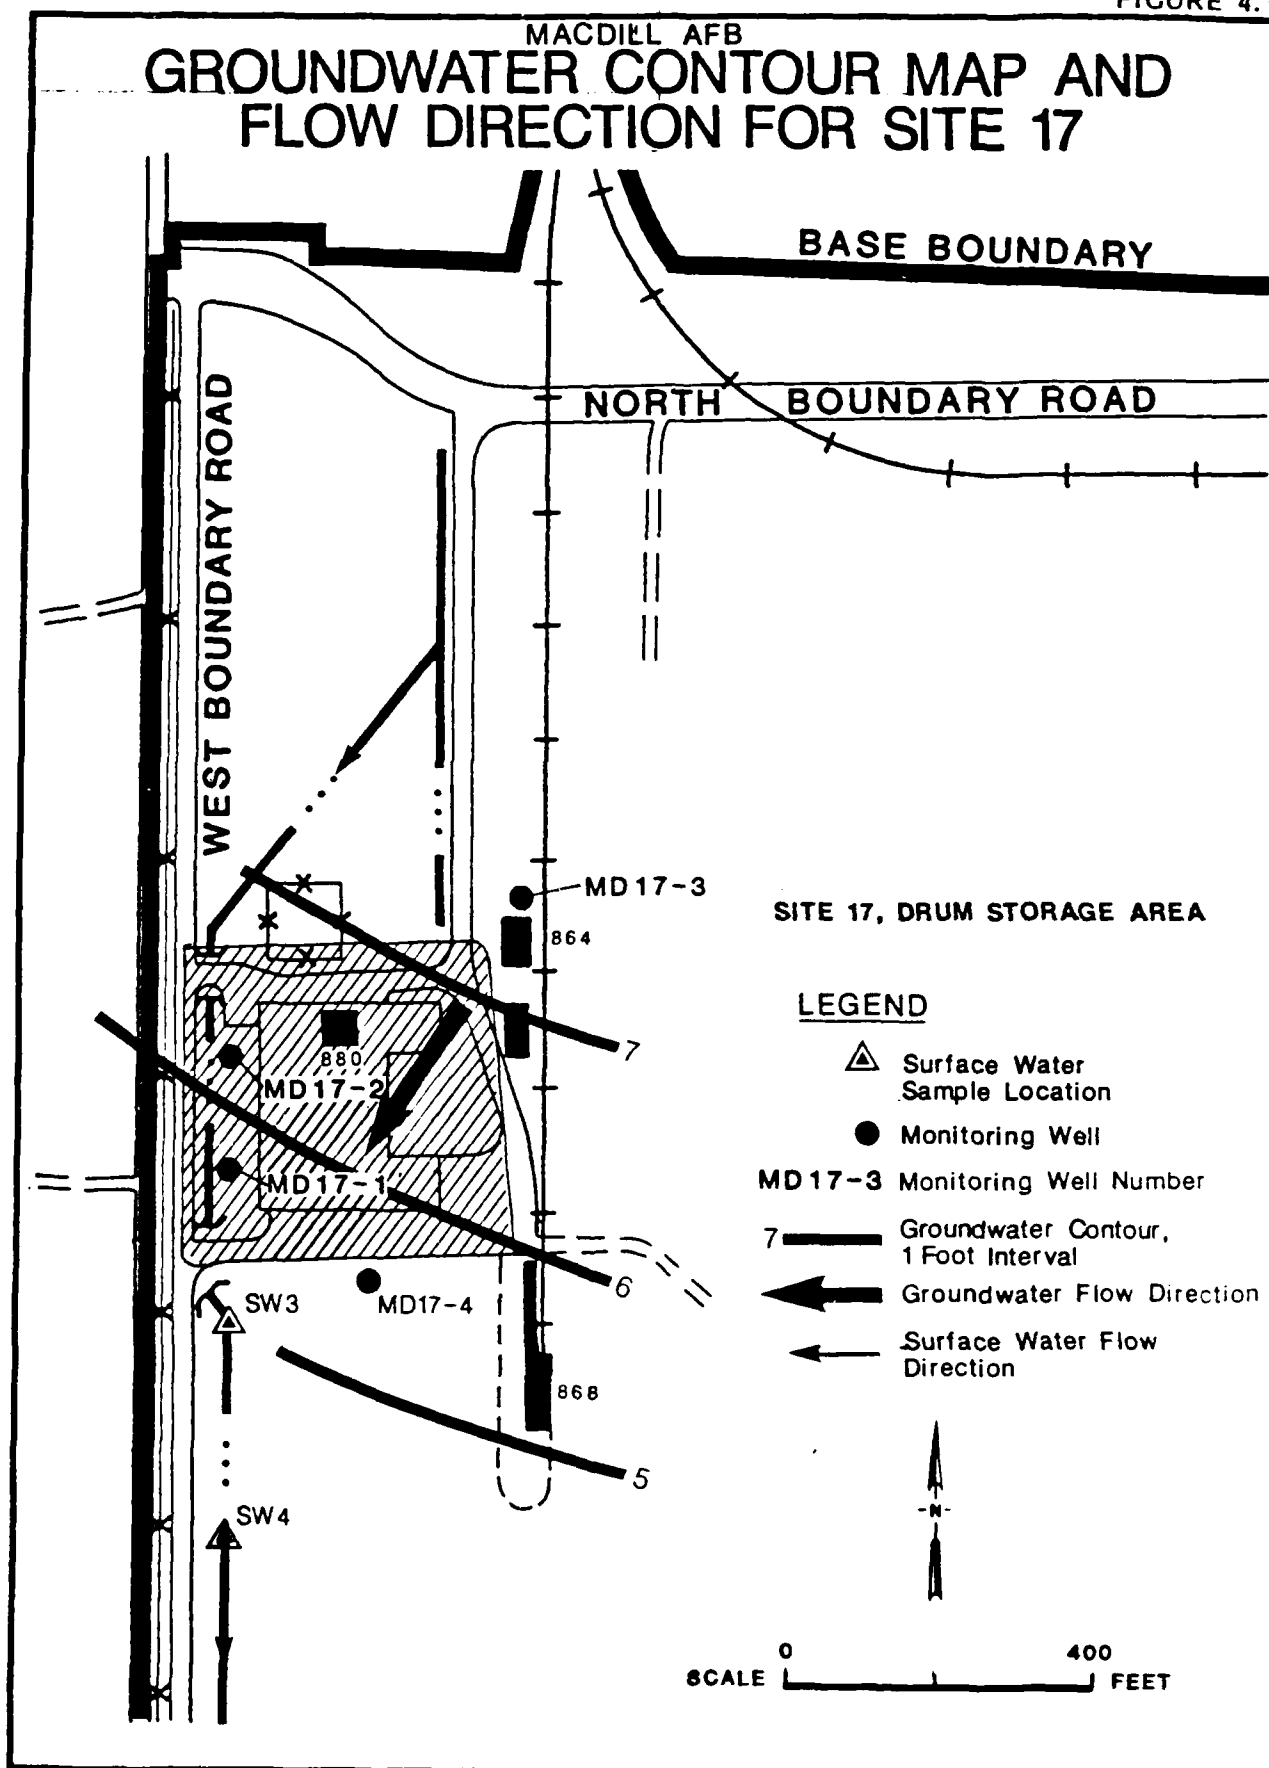 FIGURE 4.
MACDILL AFB
GROUNDWATER CONTOUR MAP AND
FLOW DIRECTION FOR SITE 17
BASE BOUNDARY
NORTH BOUNDARY ROAD
WEST BOUNDARY ROAD
MD17-3
864
SITE 17, DRUM STORAGE AREA
7
880
MD17-2
MD17-1
6
SW3
MD17-4
868
5
SW4
LEGEND
Surface Water
Sample Location
Monitoring Well
MD17-3 Monitoring Well Number
7 Groundwater Contour,
1 Foot Interval
Groundwater Flow Direction
Surface Water Flow
Direction
-N-
0 400
SCALE FEET